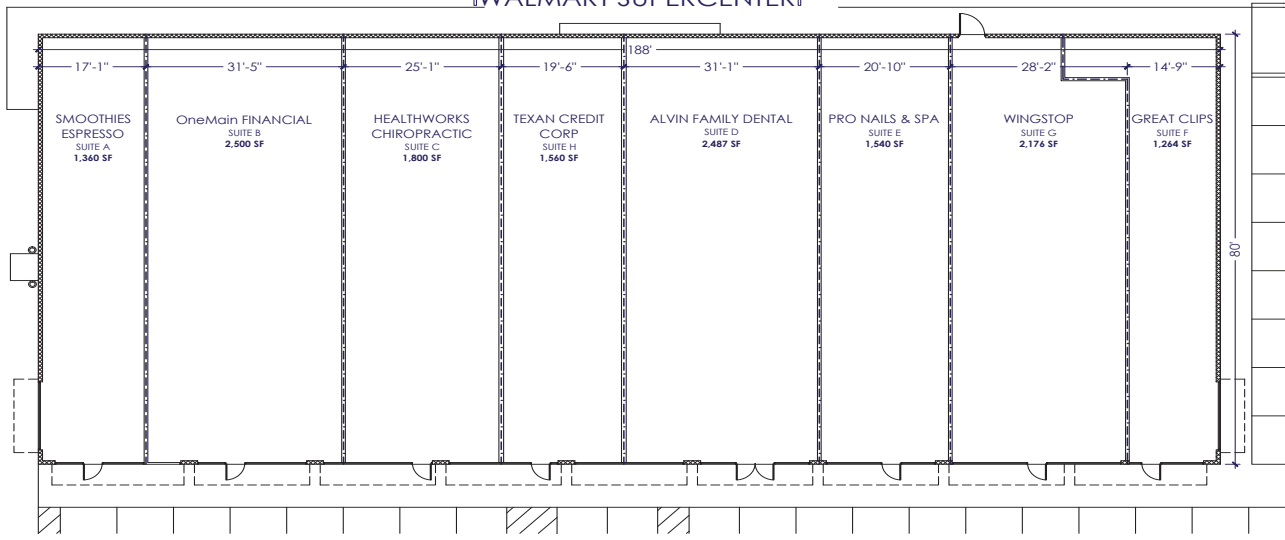 WALMART SUPERCENTER
188'
17'-1"
31'-5"
25'-1"
19'-6"
31'-1"
20'-10"
28'-2"
14'-9"
SMOOTHIES
ESPRESSO
SUITE A
1,360 SF
OneMain FINANCIAL
SUITE B
2,500 SF
HEALTHWORKS
CHIROPRACTIC
SUITE C
1,800 SF
TEXAN CREDIT
CORP
SUITE H
1,560 SF
ALVIN FAMILY DENTAL
SUITE D
2,487 SF
PRO NAILS & SPA
SUITE E
1,540 SF
WINGSTOP
SUITE G
2,176 SF
GREAT CLIPS
SUITE F
1,264 SF
80'